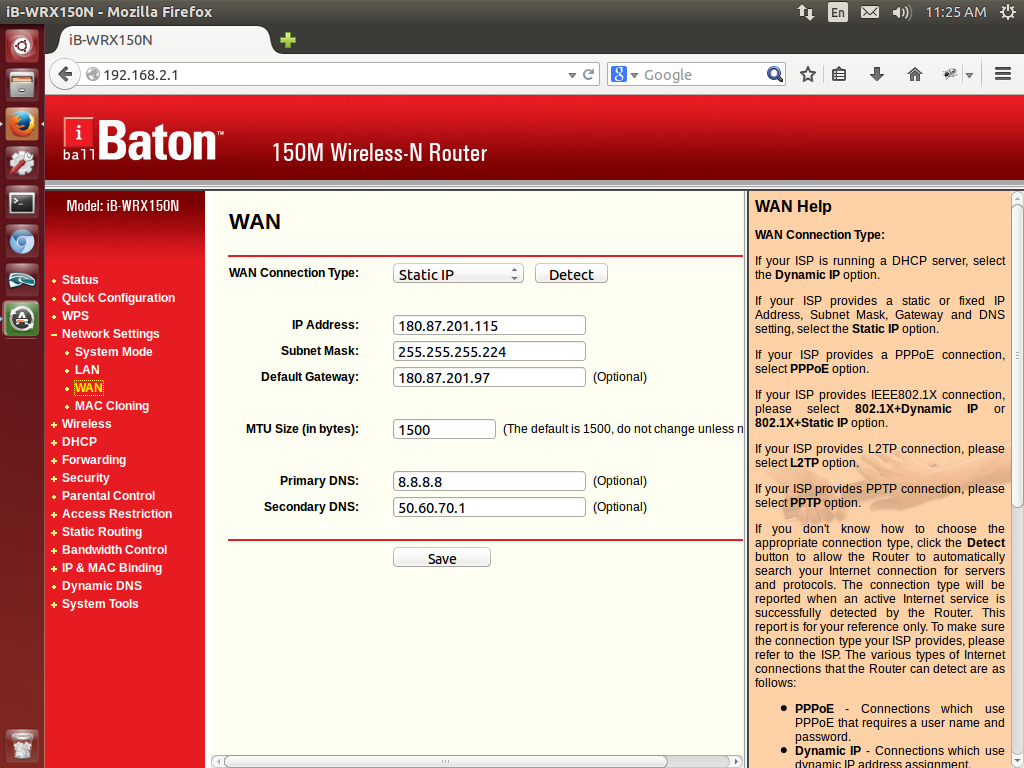 iB-WRX150N - Mozilla Firefox
En
11:25 AM
iB-WRX150N
192.168.2.1
Google
i
ball
Baton™
150M Wireless-N Router
Model: iB-WRX150N
Status
Quick Configuration
WPS
Network Settings
System Mode
LAN
WAN
MAC Cloning
Wireless
DHCP
Forwarding
Security
Parental Control
Access Restriction
Static Routing
Bandwidth Control
IP & MAC Binding
Dynamic DNS
System Tools
WAN
WAN Connection Type: Static IP Detect
IP Address: 180.87.201.115
Subnet Mask: 255.255.255.224
Default Gateway: 180.87.201.97 (Optional)
MTU Size (in bytes): 1500 (The default is 1500, do not change unless n
Primary DNS: 8.8.8.8 (Optional)
Secondary DNS: 50.60.70.1 (Optional)
Save
WAN Help
WAN Connection Type:
If your ISP is running a DHCP server, select
the Dynamic IP option.
If your ISP provides a static or fixed IP
Address, Subnet Mask, Gateway and DNS
setting, select the Static IP option.
If your ISP provides a PPPoE connection,
select PPPoE option.
If your ISP provides IEEE802.1X connection,
please select 802.1X+Dynamic IP or
802.1X+Static IP option.
If your ISP provides L2TP connection, please
select L2TP option.
If your ISP provides PPTP connection, please
select PPTP option.
If you don't know how to choose the
appropriate connection type, click the Detect
button to allow the Router to automatically
search your Internet connection for servers
and protocols. The connection type will be
reported when an active Internet service is
successfully detected by the Router. This
report is for your reference only. To make sure
the connection type your ISP provides, please
refer to the ISP. The various types of Internet
connections that the Router can detect are as
follows:
PPPoE - Connections which use
PPPoE that requires a user name and
password.
Dynamic IP - Connections which use
dynamic IP address assignment.